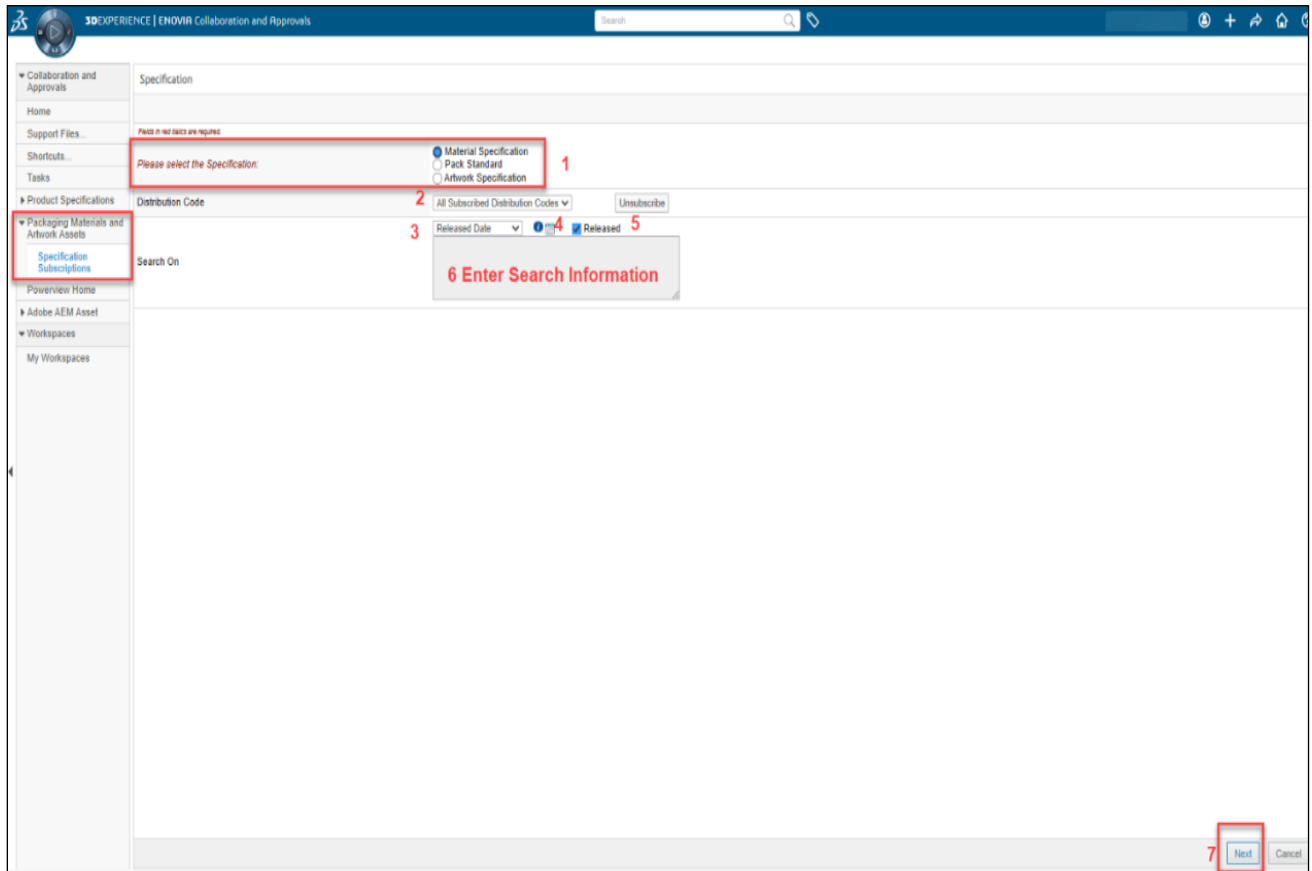 3DEXPERIENCE | ENOVIA Collaboration and Approvals
Search
Collaboration and
Approvals
Home
Support Files...
Shortcuts...
Tasks
Product Specifications
Packaging Materials and
Artwork Assets
Specification
Subscriptions
Powerview Home
Adobe AEM Asset
Workspaces
My Workspaces
Specification
Fields in red italics are required.
Please select the Specification:
Material Specification
Pack Standard
Artwork Specification
1
Distribution Code
2
All Subscribed Distribution Codes
Unsubscribe
3
Released Date
4
Released
5
Search On
6 Enter Search Information
7
Next
Cancel